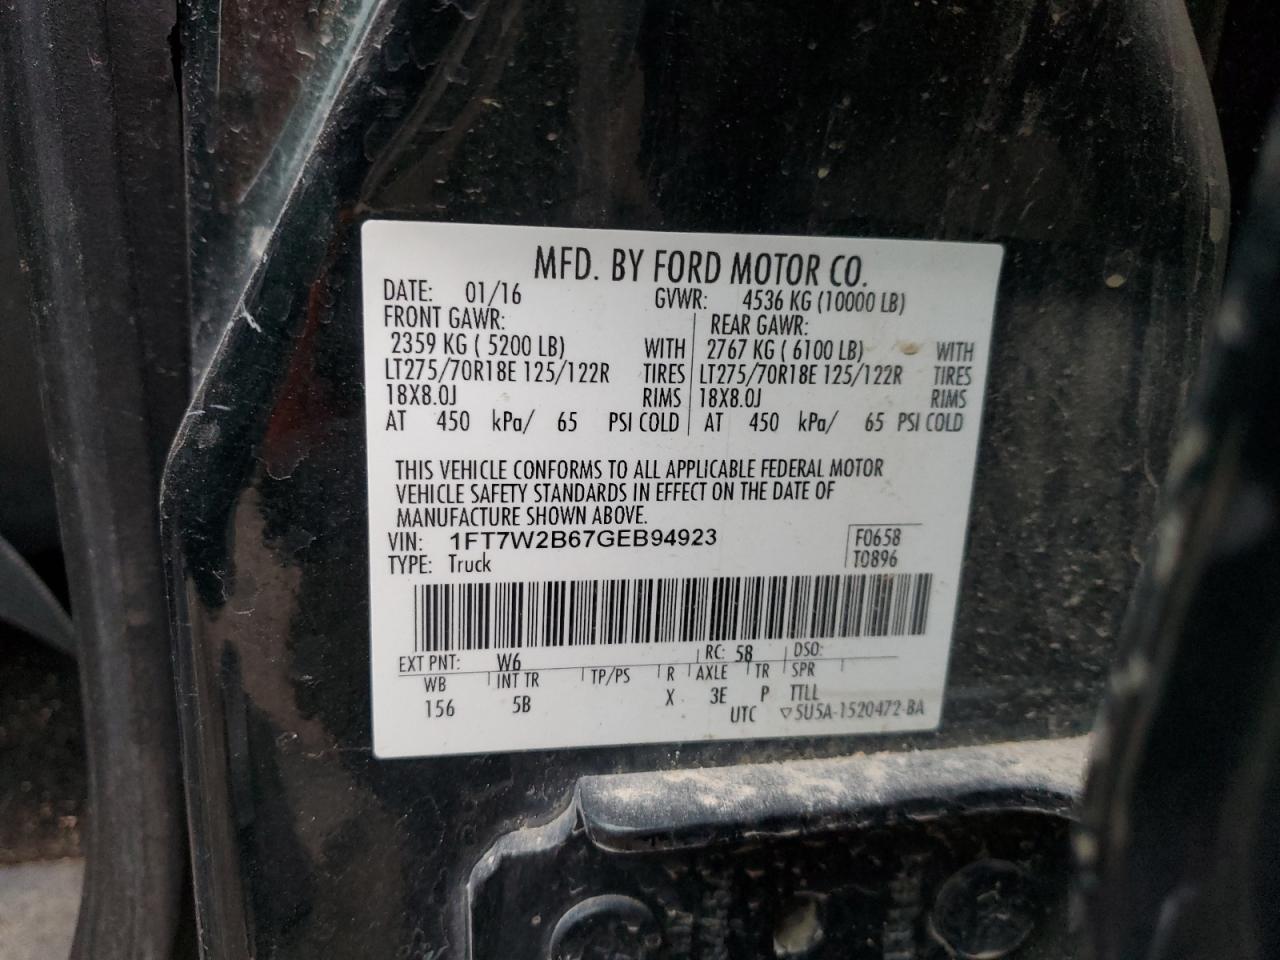 MFD. BY FORD MOTOR CO.
DATE: 01/16 GVWR: 4536 KG (10000 LB)
FRONT GAWR: REAR GAWR:
2359 KG ( 5200 LB) WITH 2767 KG ( 6100 LB) WITH
LT275/70R18E 125/122R TIRES LT275/70R18E 125/122R TIRES
18X8.0J RIMS 18X8.0J RIMS
AT 450 kPa/ 65 PSI COLD AT 450 kPa/ 65 PSI COLD
THIS VEHICLE CONFORMS TO ALL APPLICABLE FEDERAL MOTOR
VEHICLE SAFETY STANDARDS IN EFFECT ON THE DATE OF
MANUFACTURE SHOWN ABOVE.
VIN: 1FT7W2B67GEB94923 F0658
TYPE: Truck T0896
EXT PNT: W6 RC: 58 DSO:
WB INT TR TP/PS R AXLE TR SPR
156 5B X 3E P TTLL
UTC ▽5U5A-1520472-BA